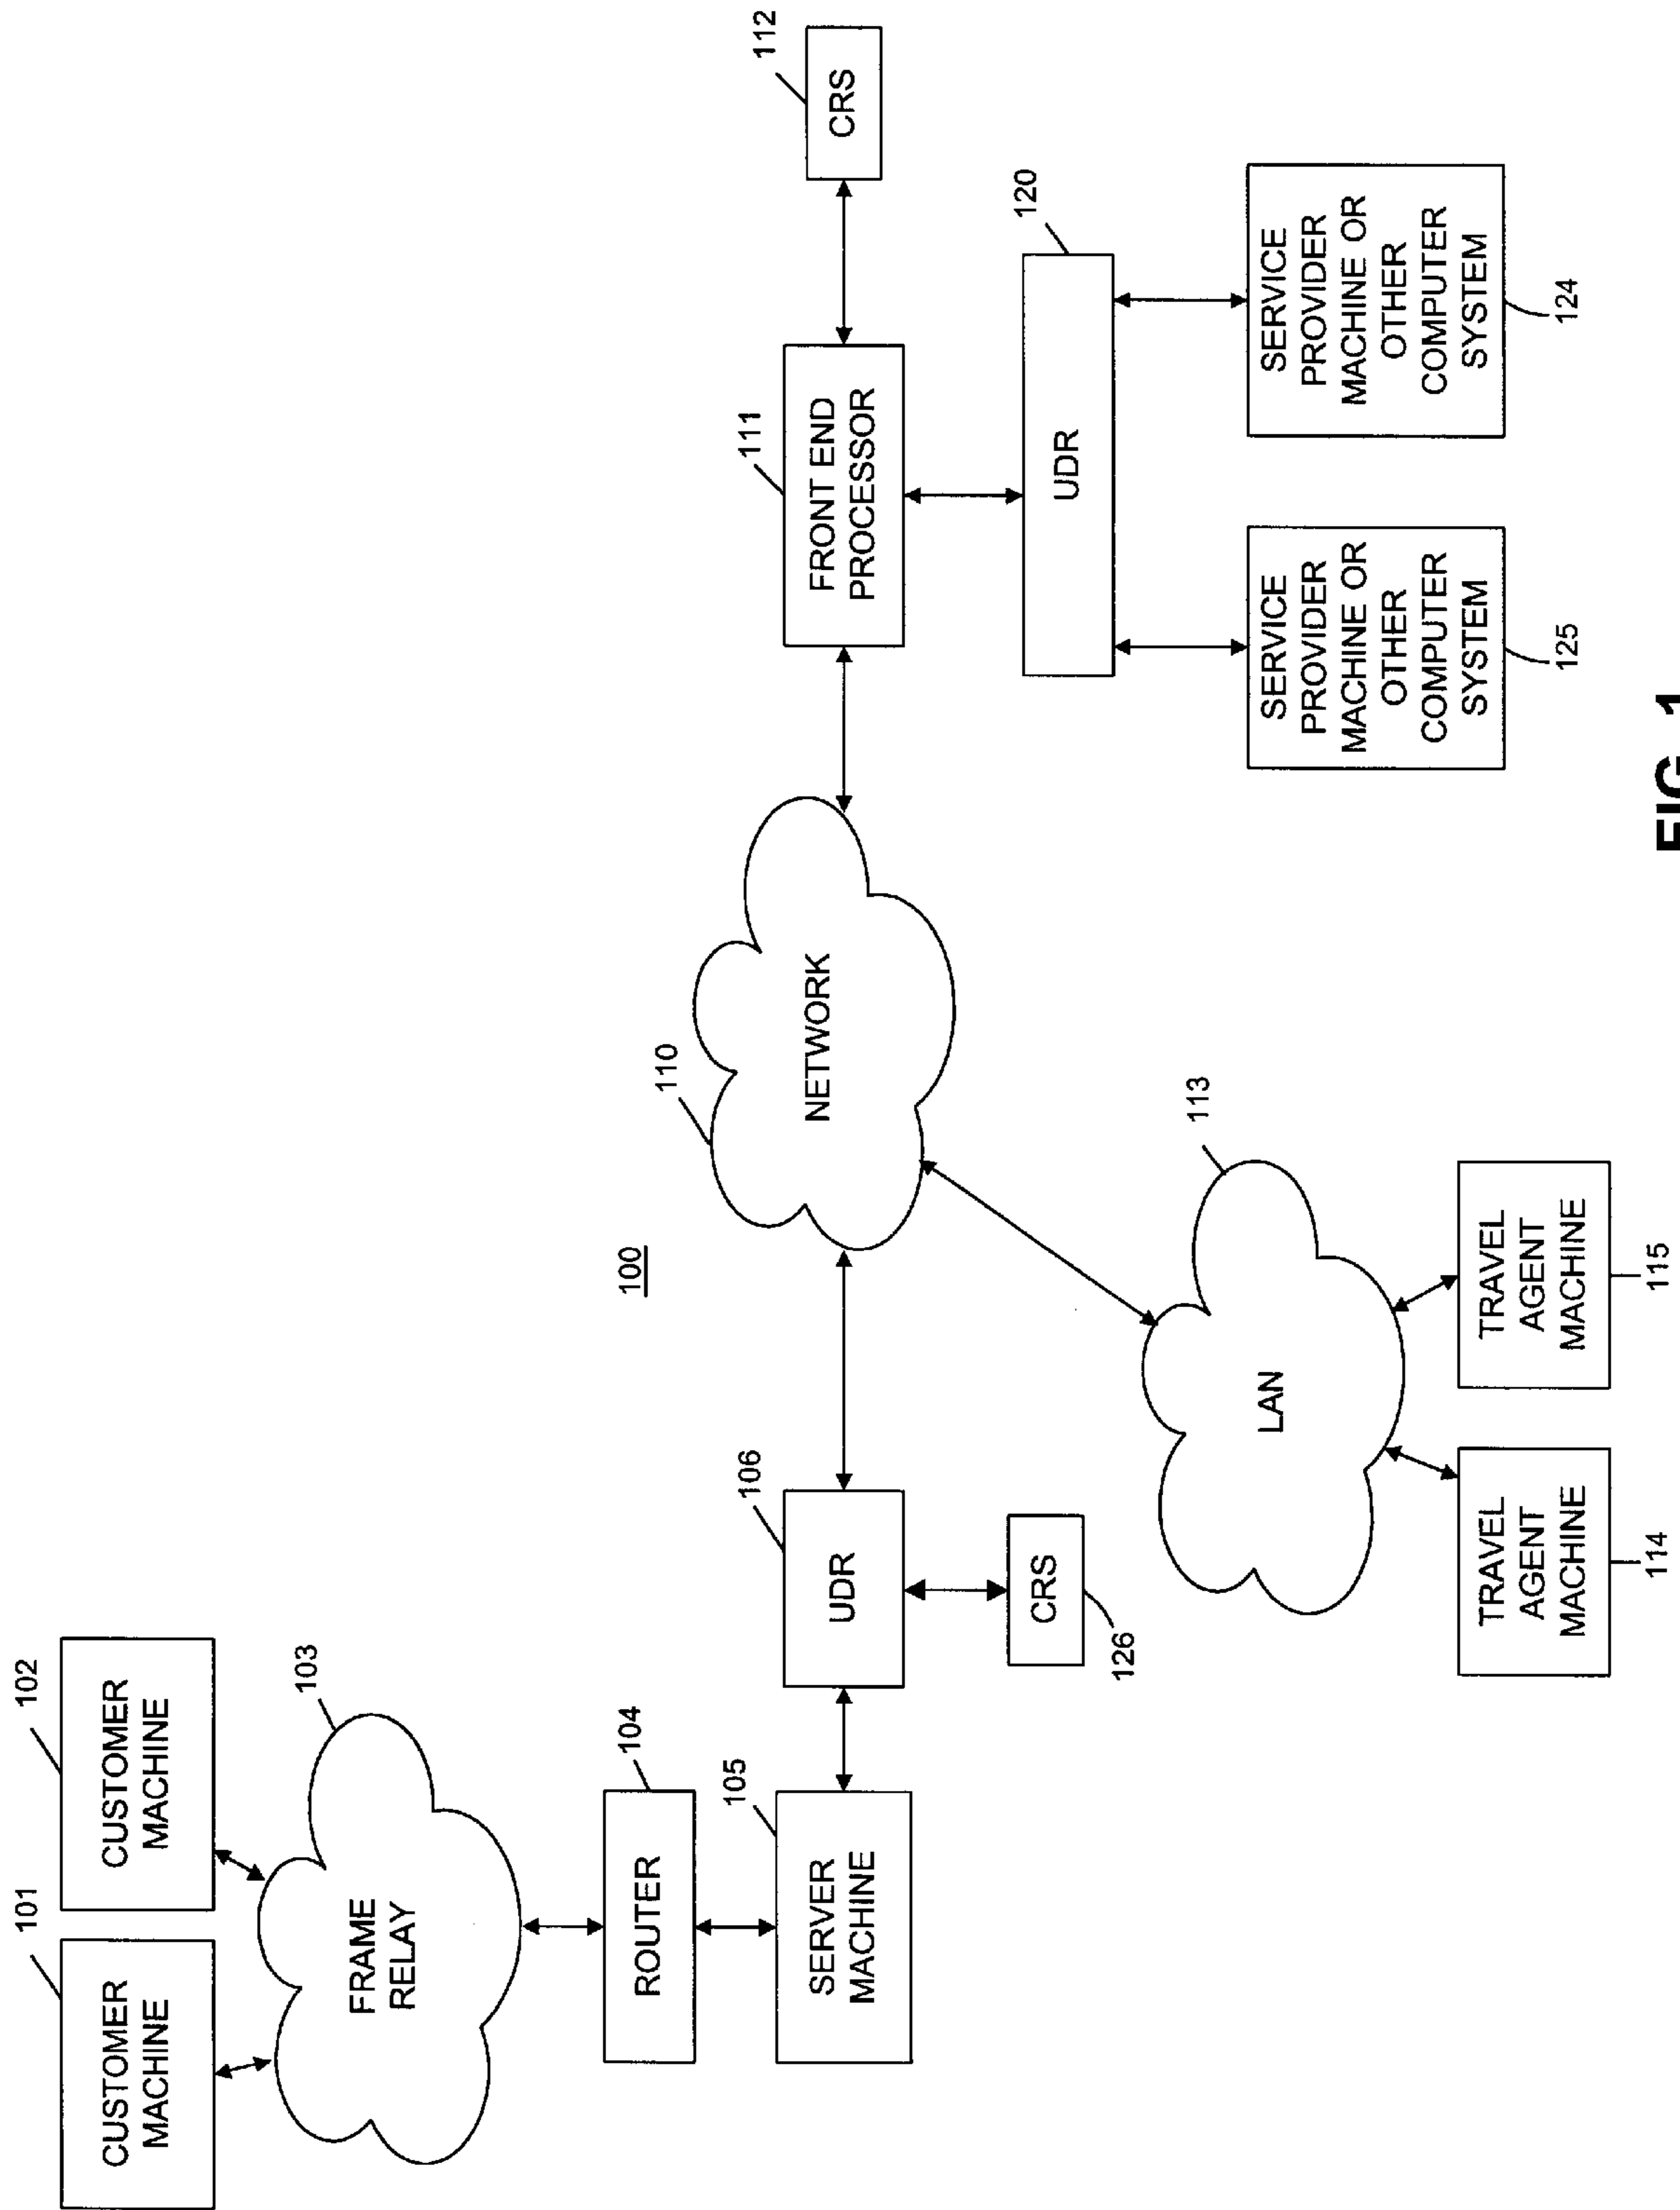 101
102
CUSTOMER
MACHINE
CUSTOMER
MACHINE
103
FRAME
RELAY
104
ROUTER
105
SERVER
MACHINE
106
UDR
CRS
126
100
110
NETWORK
111
FRONT END
PROCESSOR
112
CRS
120
UDR
SERVICE
PROVIDER
MACHINE OR
OTHER
COMPUTER
SYSTEM
125
SERVICE
PROVIDER
MACHINE OR
OTHER
COMPUTER
SYSTEM
124
113
LAN
TRAVEL
AGENT
MACHINE
114
TRAVEL
AGENT
MACHINE
115
FIG. 1